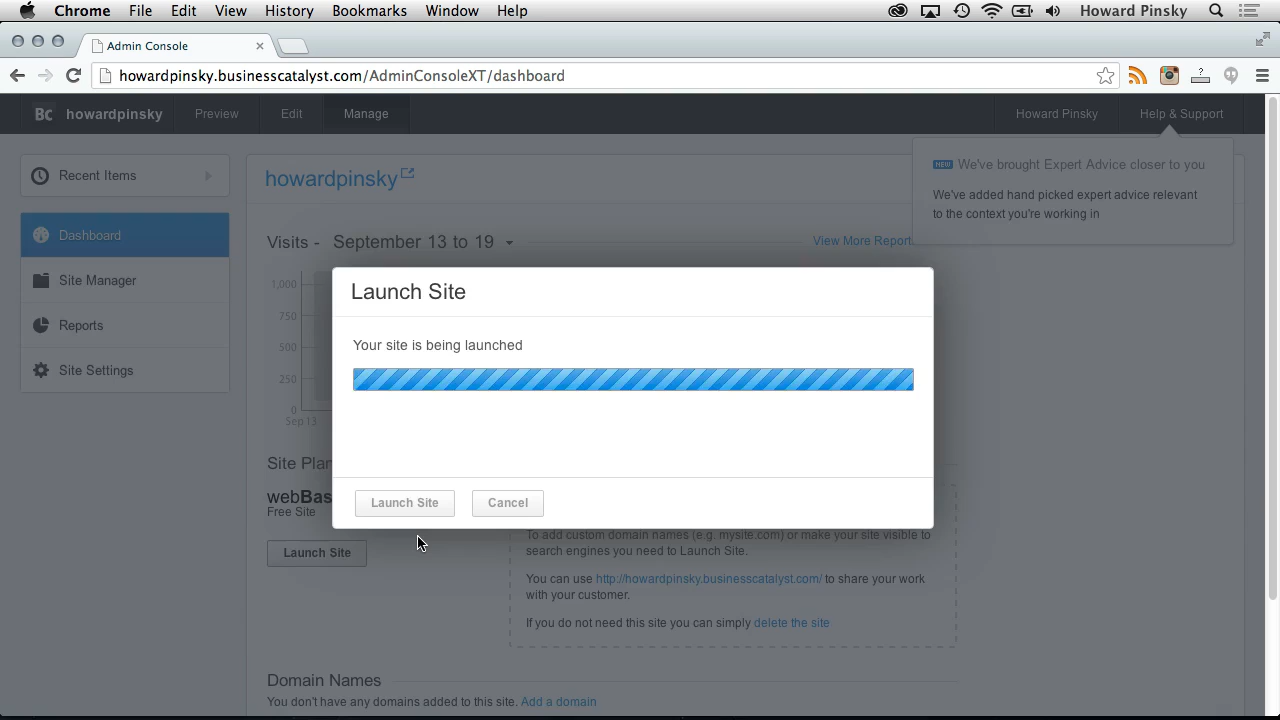 Chrome File Edit View History Bookmarks Window Help Howard Pinsky
Admin Console
howardpinsky.businesscatalyst.com/AdminConsoleXT/dashboard
Bc howardpinsky Preview Edit Manage Howard Pinsky Help & Support
NEW We've brought Expert Advice closer to you
We've added hand picked expert advice relevant
to the context you're working in
Recent Items
Dashboard
Site Manager
Reports
Site Settings
howardpinsky
Visits - September 13 to 19
View More Report
1,000
750
500
250
0
Sep 13
Launch Site
Your site is being launched
Launch Site Cancel
Site Plan
webBas
Free Site
Launch Site
To add custom domain names (e.g. mysite.com) or make your site visible to
search engines you need to Launch Site.
You can use http://howardpinsky.businesscatalyst.com/ to share your work
with your customer.
If you do not need this site you can simply delete the site
Domain Names
You don't have any domains added to this site. Add a domain